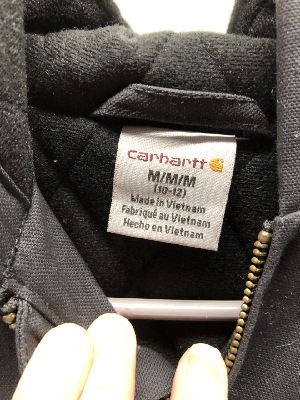 carhartt
M/M/M
(10-12)
Made in Vietnam
Fabriqué au Vietnam
Hecho en Vietnam